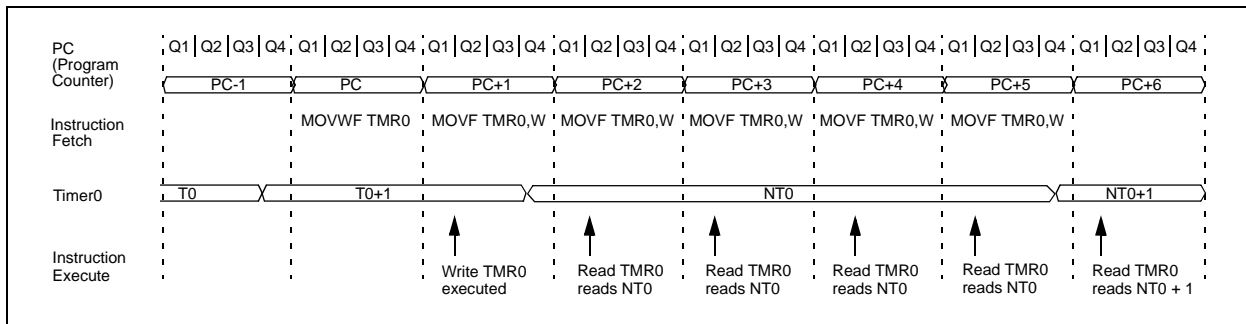 PC
(Program
Counter)
Q1 Q2 Q3 Q4 Q1 Q2 Q3 Q4 Q1 Q2 Q3 Q4 Q1 Q2 Q3 Q4 Q1 Q2 Q3 Q4 Q1 Q2 Q3 Q4 Q1 Q2 Q3 Q4 Q1 Q2 Q3 Q4
PC-1 PC PC+1 PC+2 PC+3 PC+4 PC+5 PC+6
Instruction
Fetch
MOVWF TMR0 MOVF TMR0,W MOVF TMR0,W MOVF TMR0,W MOVF TMR0,W MOVF TMR0,W
Timer0
T0 T0+1 NT0 NT0+1
Instruction
Execute
Write TMR0
executed
Read TMR0
reads NT0
Read TMR0
reads NT0
Read TMR0
reads NT0
Read TMR0
reads NT0
Read TMR0
reads NT0 + 1